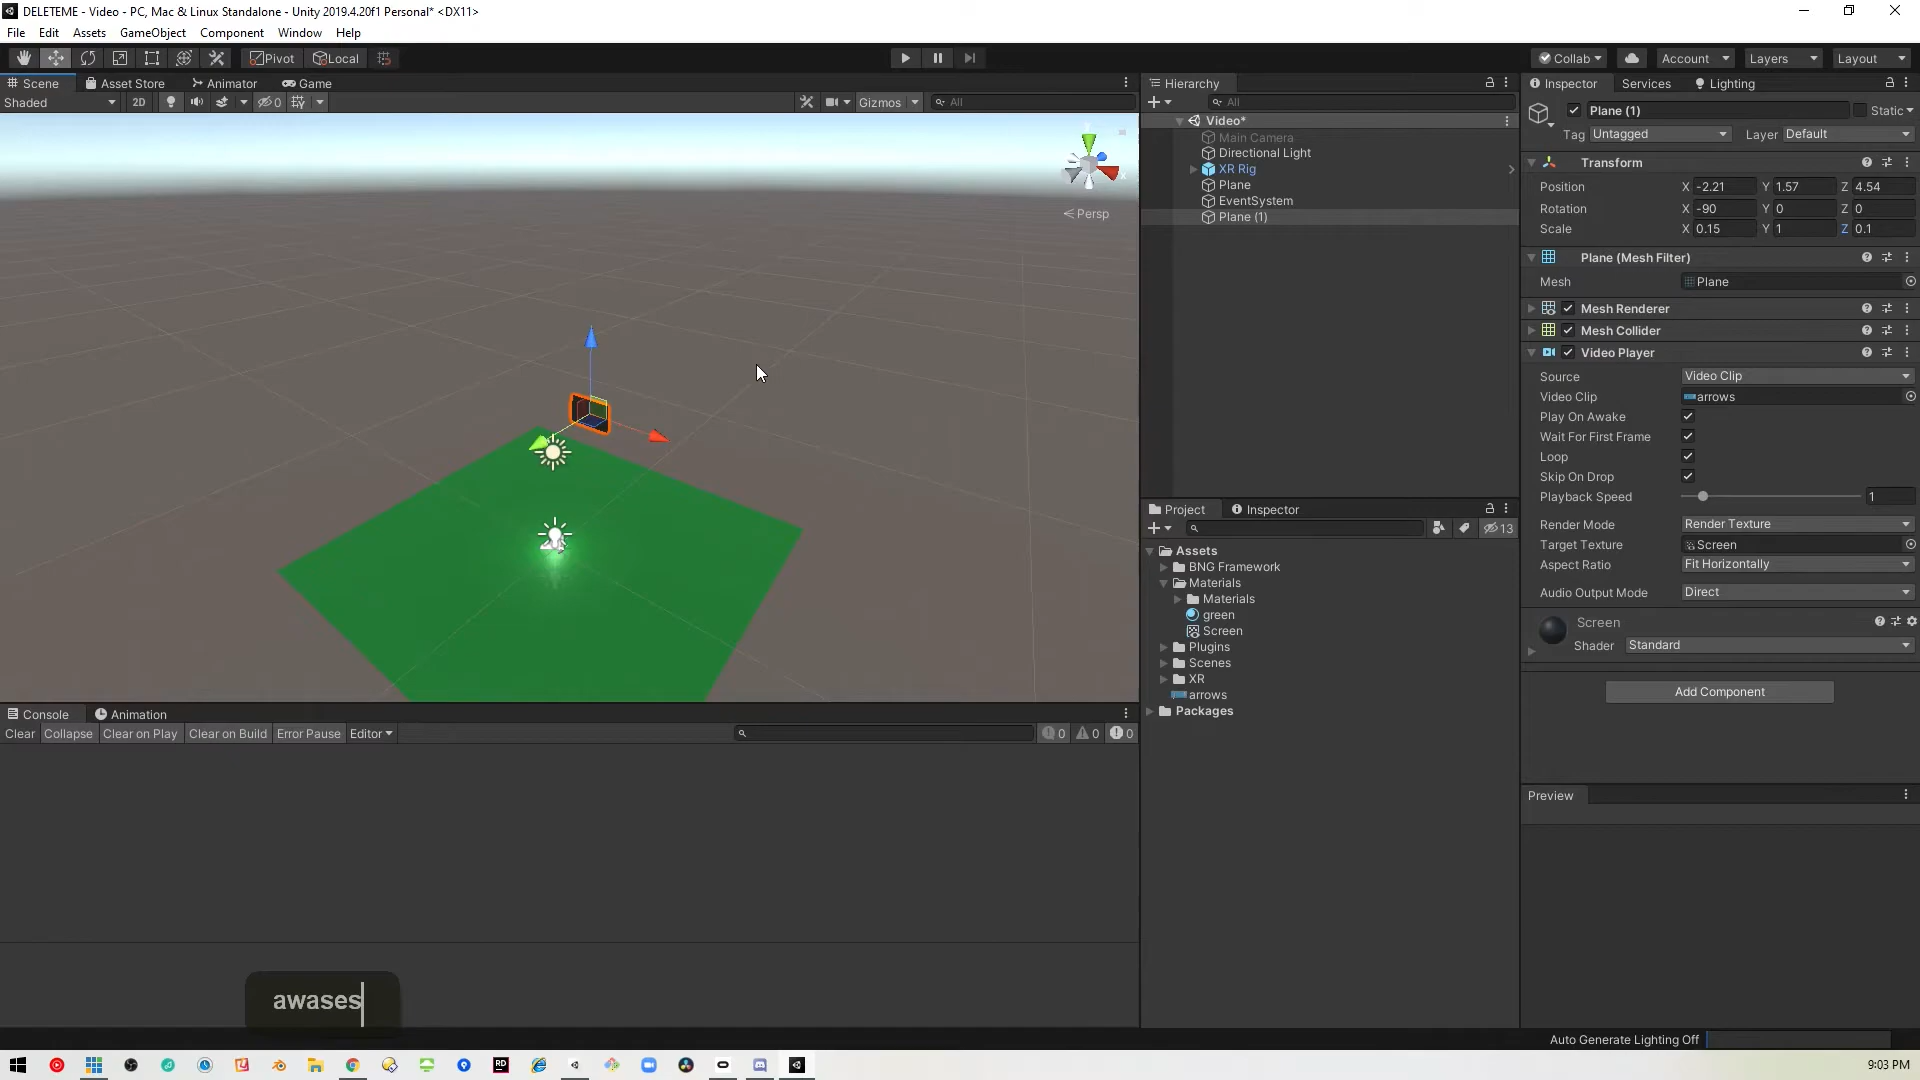 DELETEME - Video - PC, Mac & Linux Standalone - Unity 2019.4.20f1 Personal* <DX11>
File Edit Assets GameObject Component Window Help
Pivot Local Collab Account Layers Layout
Scene Asset Store Animator Game
Shaded 2D 0 Gizmos All
Persp
Hierarchy
All
Video*
Main Camera
Directional Light
XR Rig
Plane
EventSystem
Plane (1)
Project Inspector
13
Assets
BNG Framework
Materials
Materials
green
Screen
Plugins
Scenes
XR
arrows
Packages
Inspector Services Lighting
Plane (1) Static
Tag Untagged Layer Default
Transform
Position X -2.21 Y 1.57 Z 4.54
Rotation X -90 Y 0 Z 0
Scale X 0.15 Y 1 Z 0.1
Plane (Mesh Filter)
Mesh Plane
Mesh Renderer
Mesh Collider
Video Player
Source Video Clip
Video Clip arrows
Play On Awake
Wait For First Frame
Loop
Skip On Drop
Playback Speed 1
Render Mode Render Texture
Target Texture Screen
Aspect Ratio Fit Horizontally
Audio Output Mode Direct
Screen
Shader Standard
Add Component
Preview
Console Animation
Clear Collapse Clear on Play Clear on Build Error Pause Editor 0 0 0
awases
Auto Generate Lighting Off
9:03 PM